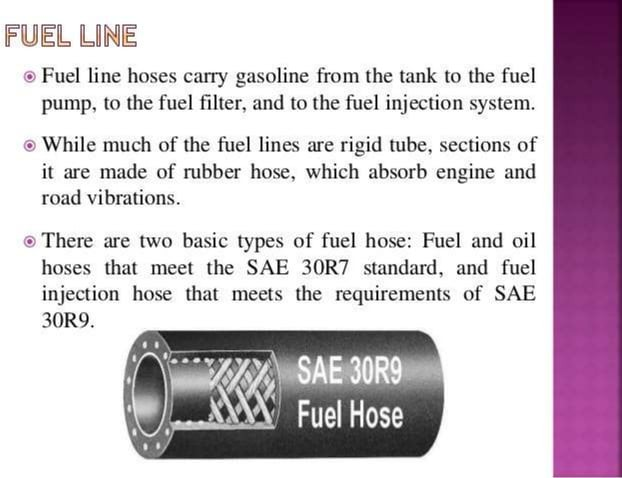 FUEL LINE
Fuel line hoses carry gasoline from the tank to the fuel
pump, to the fuel filter, and to the fuel injection system.
While much of the fuel lines are rigid tube, sections of
it are made of rubber hose, which absorb engine and
road vibrations.
There are two basic types of fuel hose: Fuel and oil
hoses that meet the SAE 30R7 standard, and fuel
injection hose that meets the requirements of SAE
30R9.
SAE 30R9
Fuel Hose